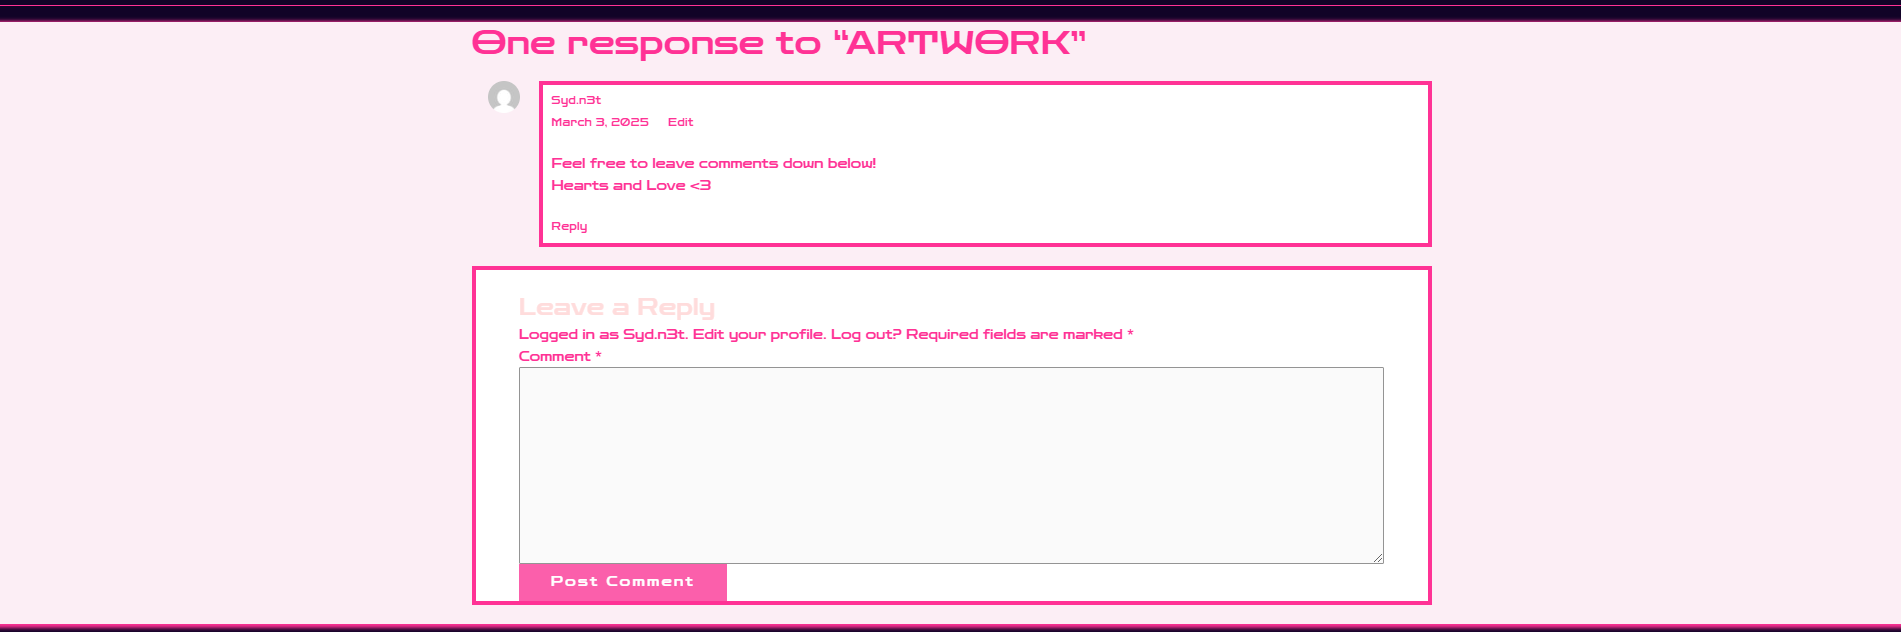 One response to “ARTWORK”
Syd.n3t
March 3, 2025 Edit
Feel free to leave comments down below!
Hearts and Love <3
Reply
Leave a Reply
Logged in as Syd.n3t. Edit your profile. Log out? Required fields are marked *
Comment *
Post Comment